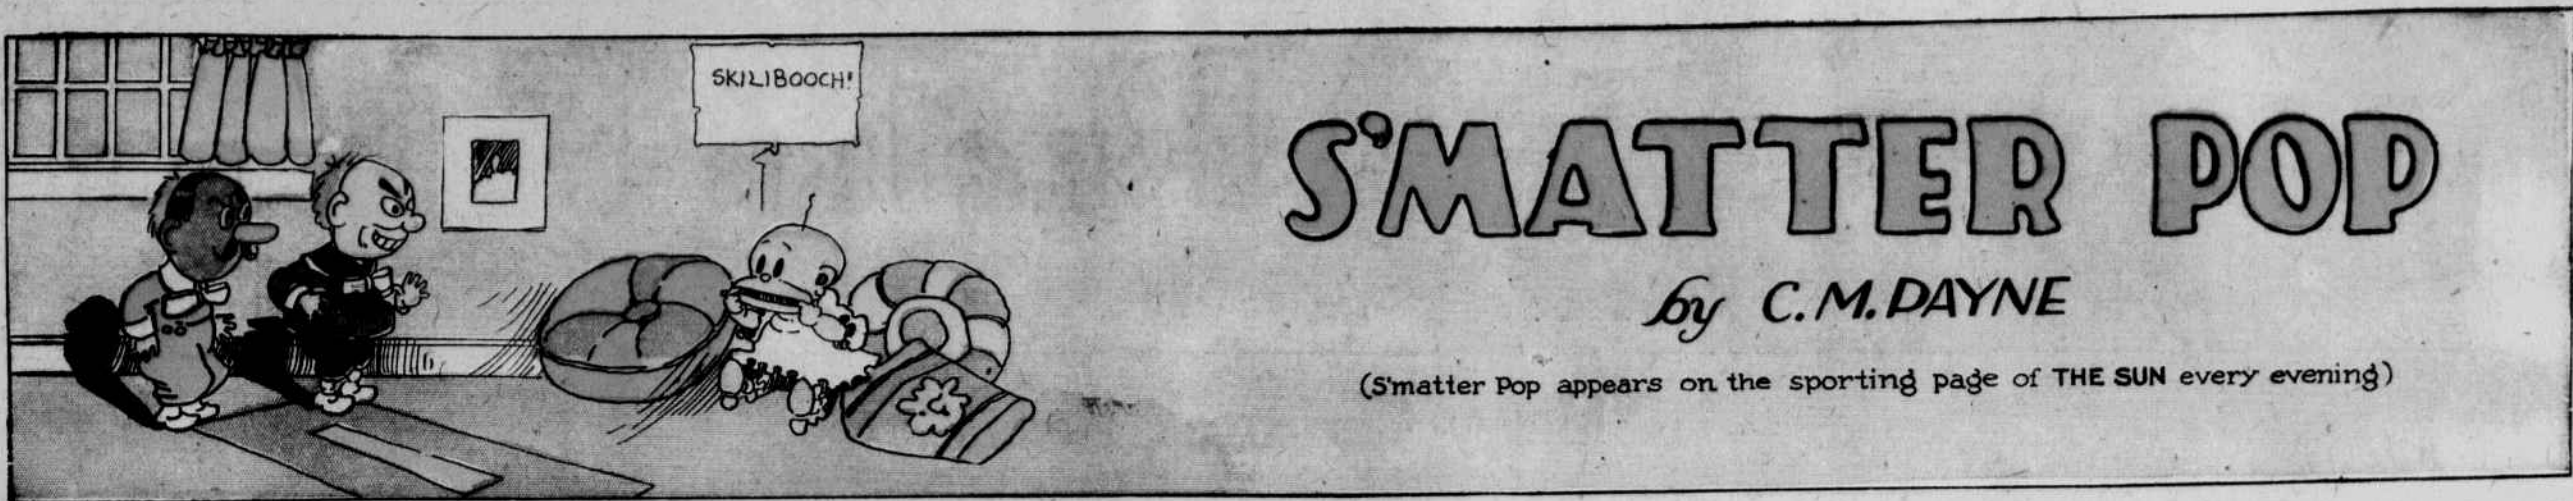 SKILIBOOCH!
S'MATTER POP
by C.M. PAYNE
(S'matter Pop appears on the sporting page of THE SUN every evening)